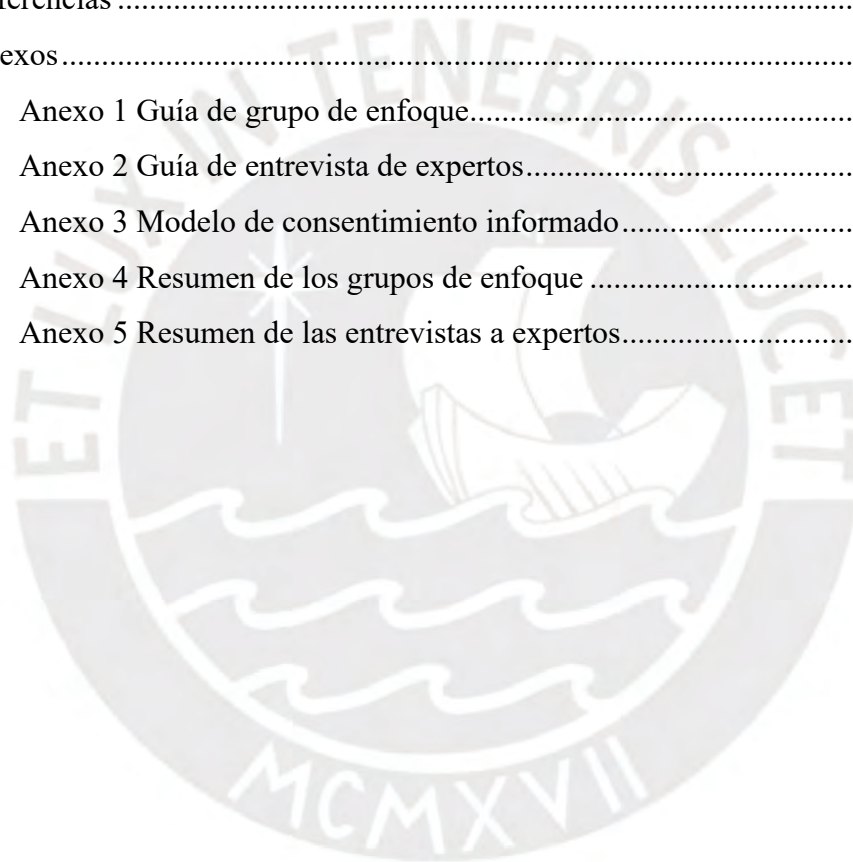 ferencias ..........................................................................................
exos ..................................................................................................
Anexo 1 Guía de grupo de enfoque ................................................
Anexo 2 Guía de entrevista de expertos .........................................
Anexo 3 Modelo de consentimiento informado .............................
Anexo 4 Resumen de los grupos de enfoque .................................
Anexo 5 Resumen de las entrevistas a expertos .............................
ET LUX IN TENEBRIS LUCET
MCMXVII